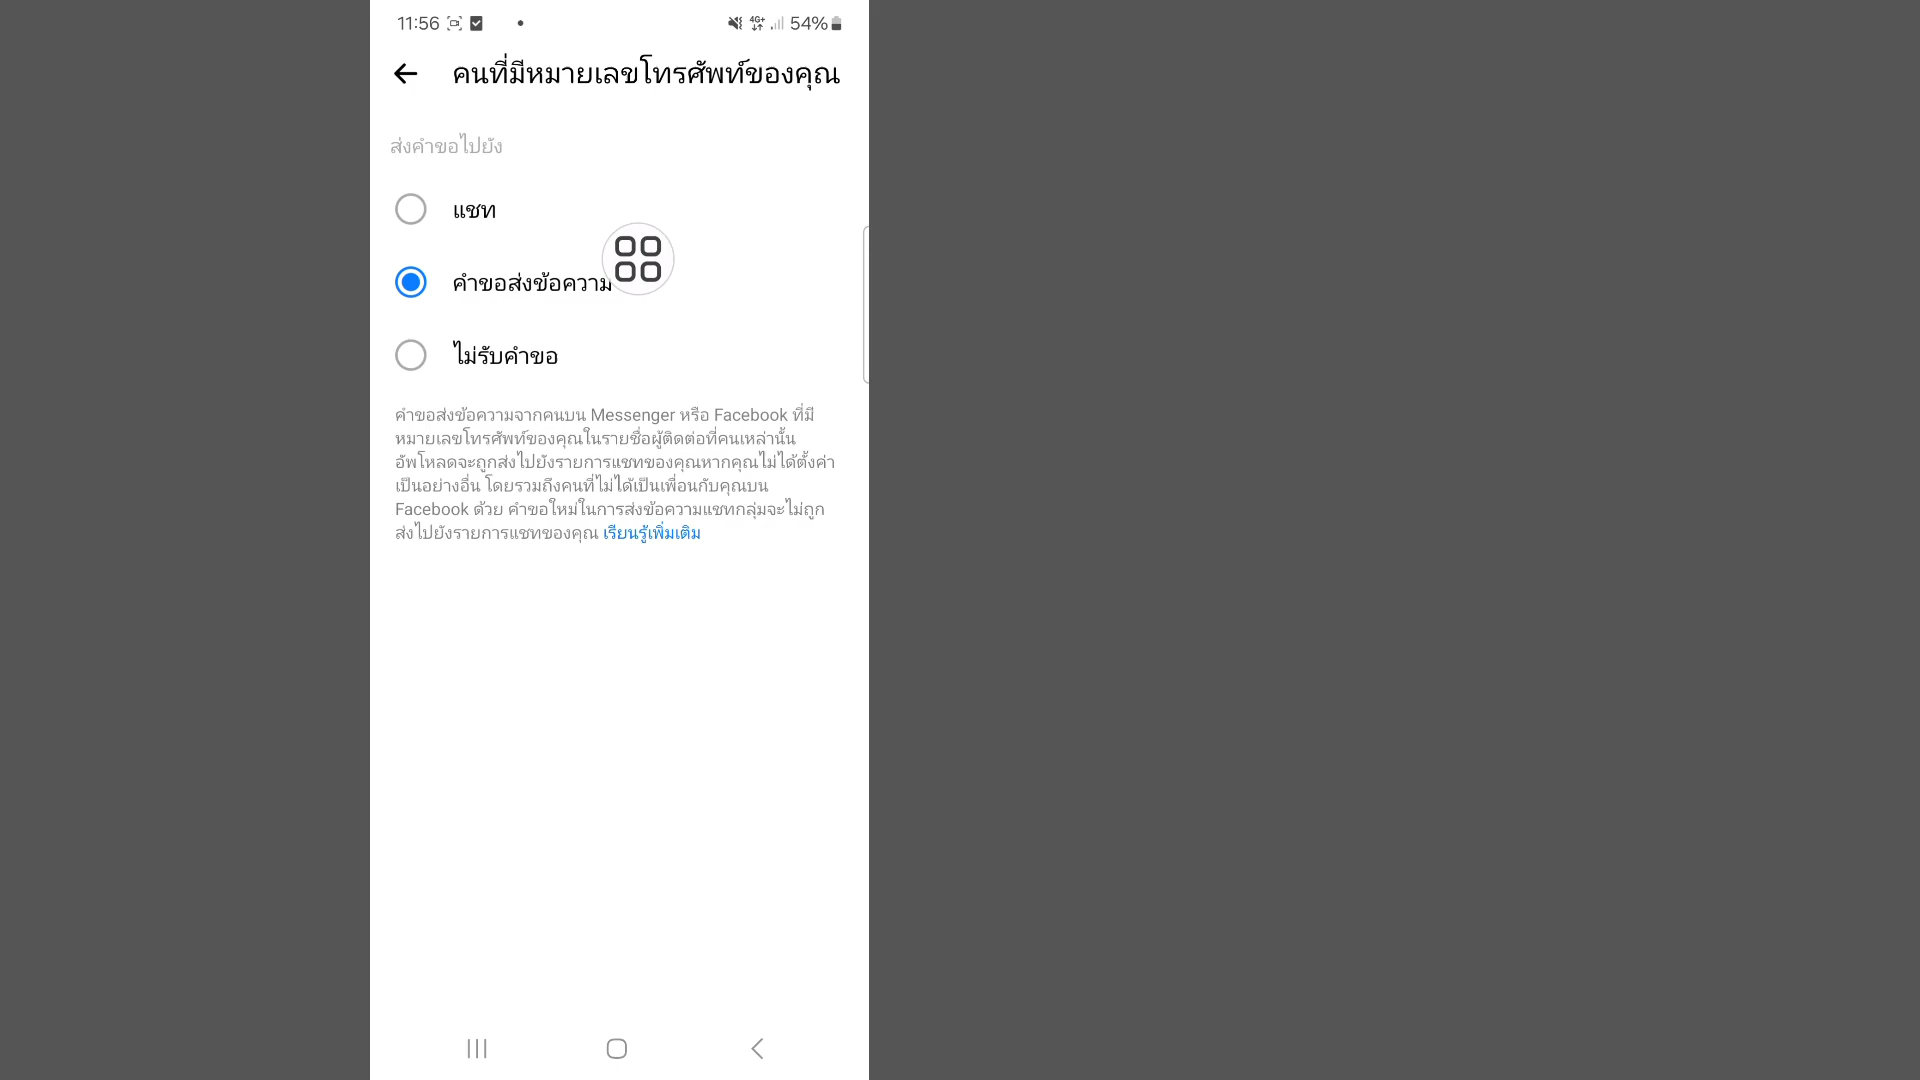 11:56
4G+
54%
คนที่มีหมายเลขโทรศัพท์ของคุณ
ส่งคำขอไปยัง
แชท
คำขอส่งข้อความ
ไม่รับคำขอ
คำขอส่งข้อความจากคนบน Messenger หรือ Facebook ที่มี
หมายเลขโทรศัพท์ของคุณในรายชื่อผู้ติดต่อที่คนเหล่านั้น
อัพโหลดจะถูกส่งไปยังรายการแชทของคุณหากคุณไม่ได้ตั้งค่า
เป็นอย่างอื่น โดยรวมถึงคนที่ไม่ได้เป็นเพื่อนกับคุณบน
Facebook ด้วย คำขอใหม่ในการส่งข้อความแชทกลุ่มจะไม่ถูก
ส่งไปยังรายการแชทของคุณ เรียนรู้เพิ่มเติม